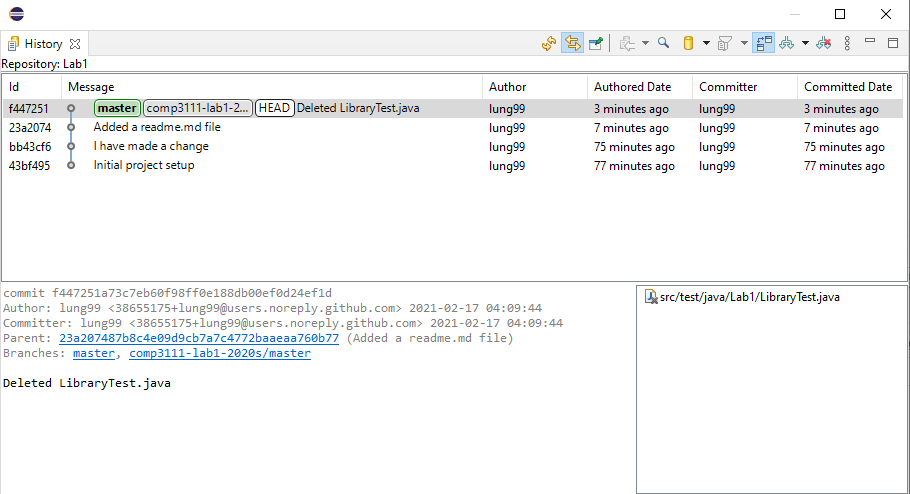 History
Repository: Lab1
Id Message Author Authored Date Committer Committed Date
f447251 master comp3111-lab1-2... HEAD Deleted LibraryTest.java lung99 3 minutes ago lung99 3 minutes ago
23a2074 Added a readme.md file lung99 7 minutes ago lung99 7 minutes ago
bb43cf6 I have made a change lung99 75 minutes ago lung99 75 minutes ago
43bf495 Initial project setup lung99 77 minutes ago lung99 77 minutes ago
commit f447251a73c7eb60f98ff0e188db00ef0d24ef1d
Author: lung99 <38655175+lung99@users.noreply.github.com> 2021-02-17 04:09:44
Committer: lung99 <38655175+lung99@users.noreply.github.com> 2021-02-17 04:09:44
Parent: 23a207487b8c4e09d9cb7a7c4772baaeaa760b77 (Added a readme.md file)
Branches: master, comp3111-lab1-2020s/master
Deleted LibraryTest.java
src/test/java/Lab1/LibraryTest.java